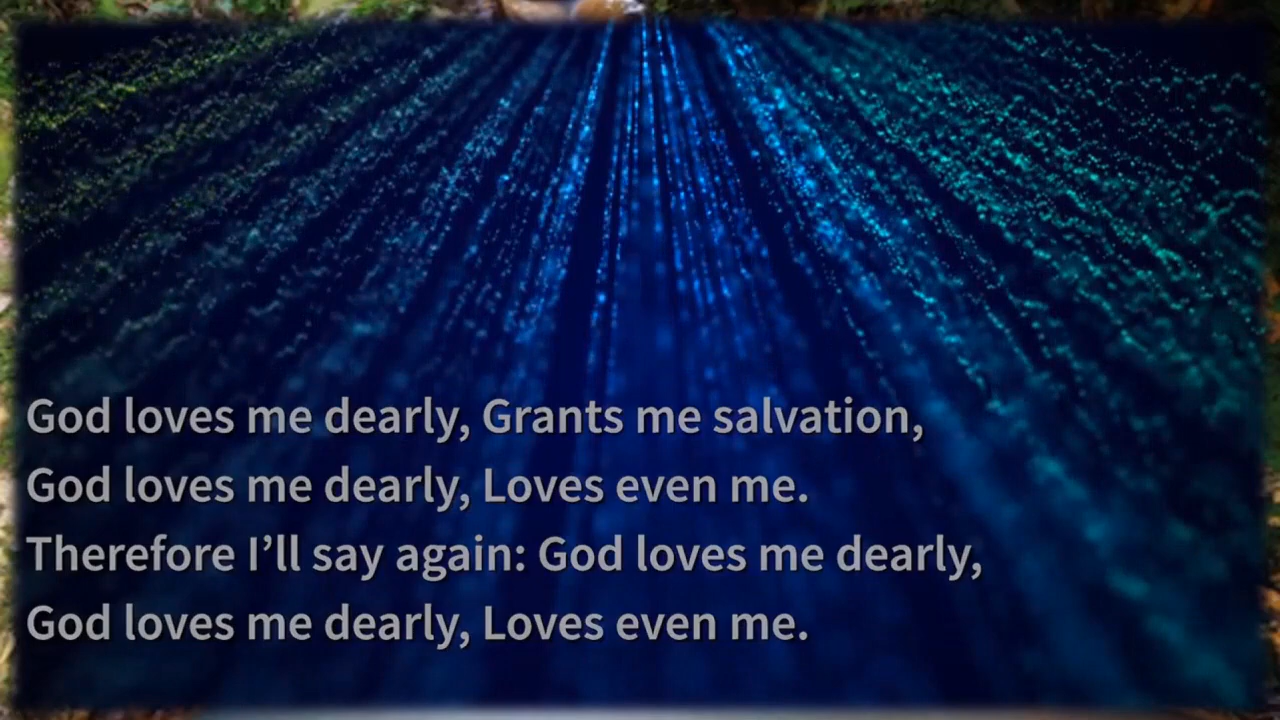 God loves me dearly, Grants me salvation,
God loves me dearly, Loves even me.
Therefore I’ll say again: God loves me dearly,
God loves me dearly, Loves even me.